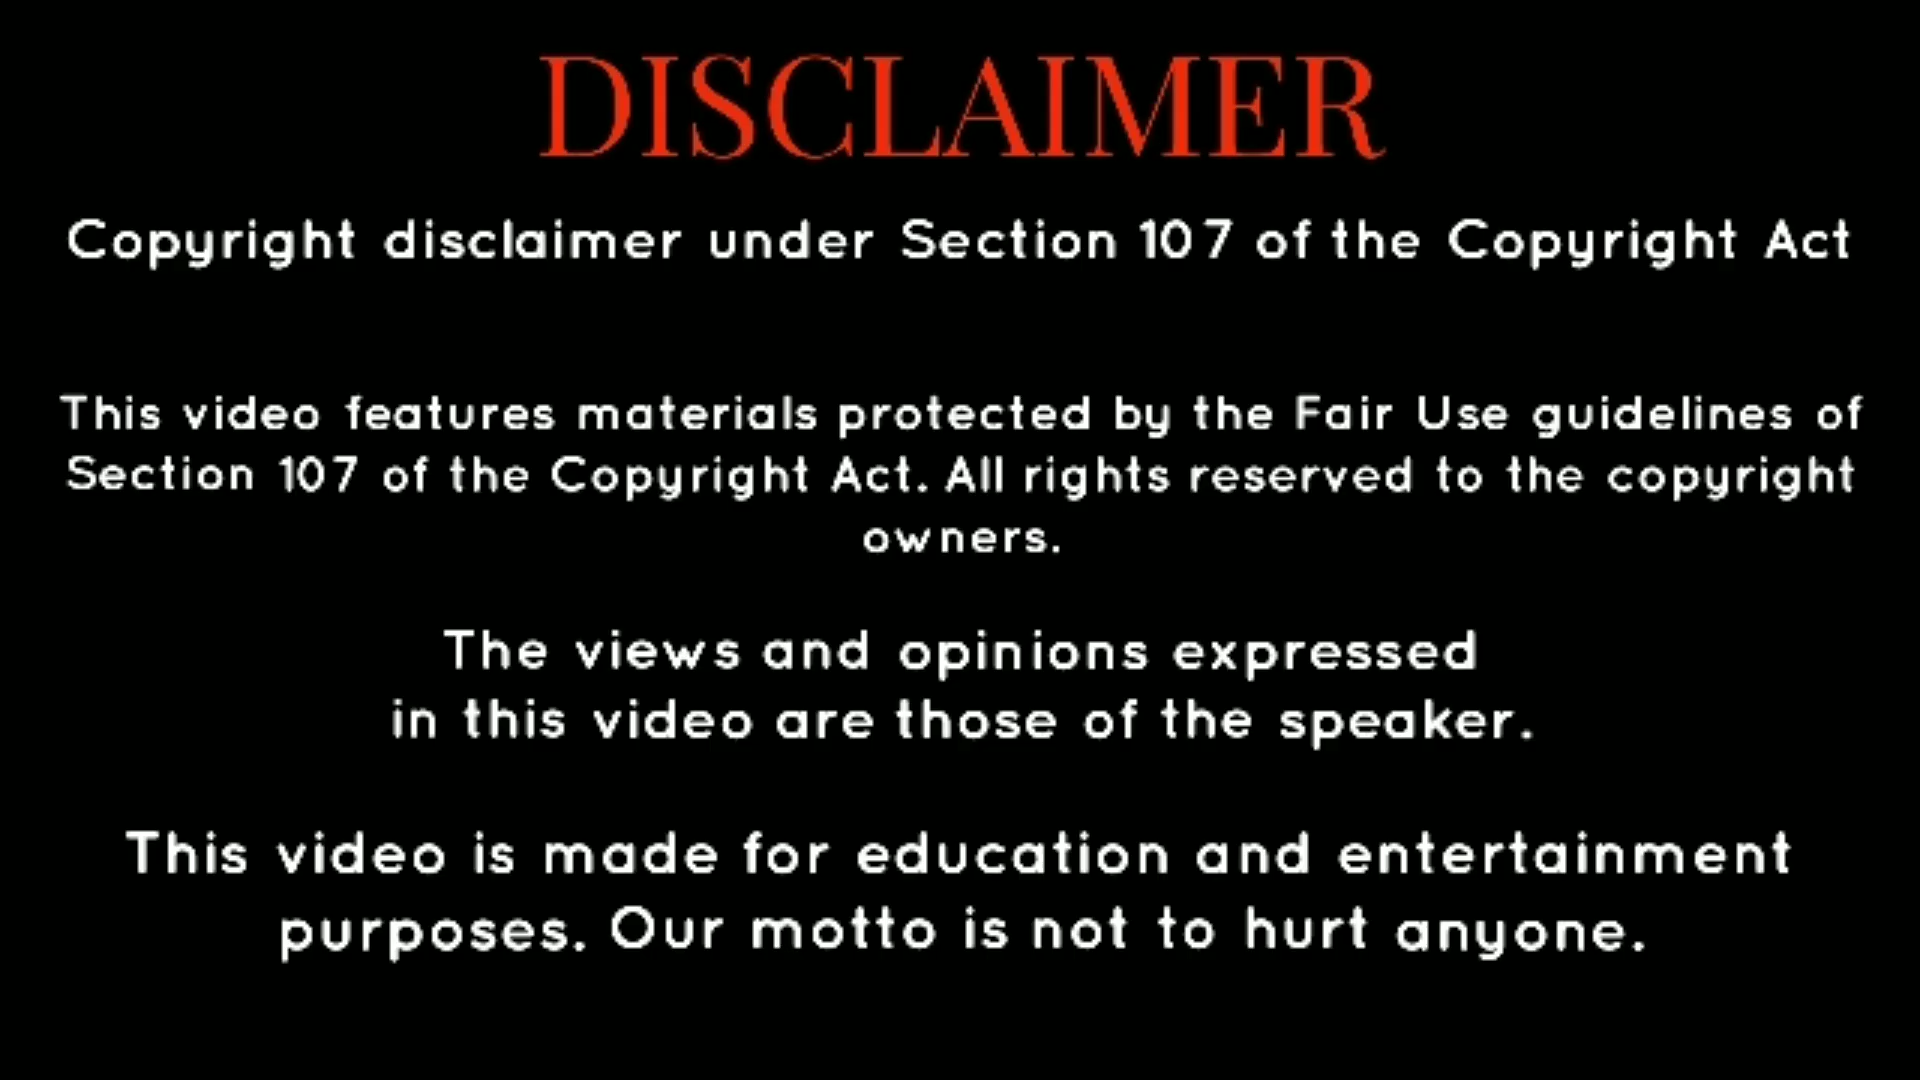 DISCLAIMER
Copyright disclaimer under Section 107 of the Copyright Act
This video features materials protected by the Fair Use guidelines of
Section 107 of the Copyright Act. All rights reserved to the copyright
owners.
The views and opinions expressed
in this video are those of the speaker.
This video is made for education and entertainment
purposes. Our motto is not to hurt anyone.